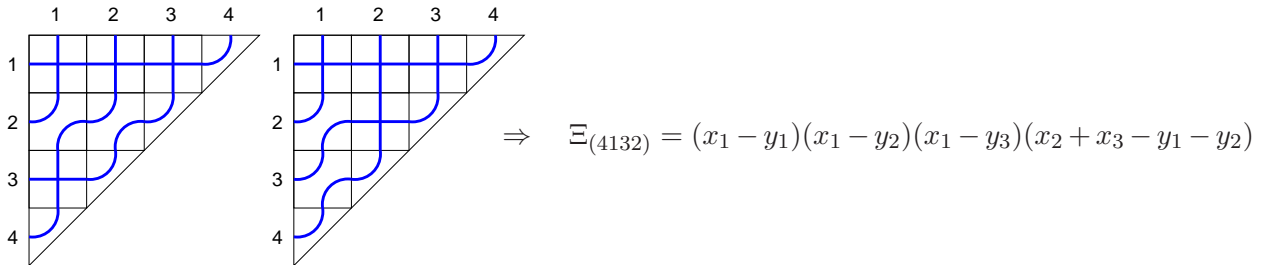 1 2 3 4 1 2 3 4
1 1
2 2
⇒ Ξ(4132) = (x₁ − y₁)(x₁ − y₂)(x₁ − y₃)(x₂ + x₃ − y₁ − y₂)
3 3
4 4